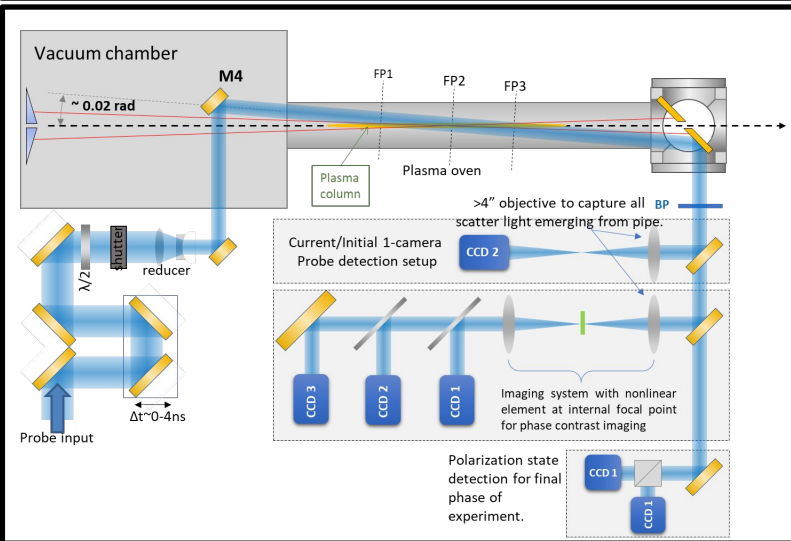 Vacuum chamber
M4
~ 0.02 rad
FP1
FP2
FP3
Plasma
column
Plasma oven
>4” objective to capture all
scatter light emerging from pipe.
BP
Current/Initial 1-camera
Probe detection setup
CCD 2
λ/2
shutter
reducer
CCD 3
CCD 2
CCD 1
Imaging system with nonlinear
element at internal focal point
for phase contrast imaging
Δt~0-4ns
Probe input
Polarization state
detection for final
phase of
experiment.
CCD 1
CCD 1